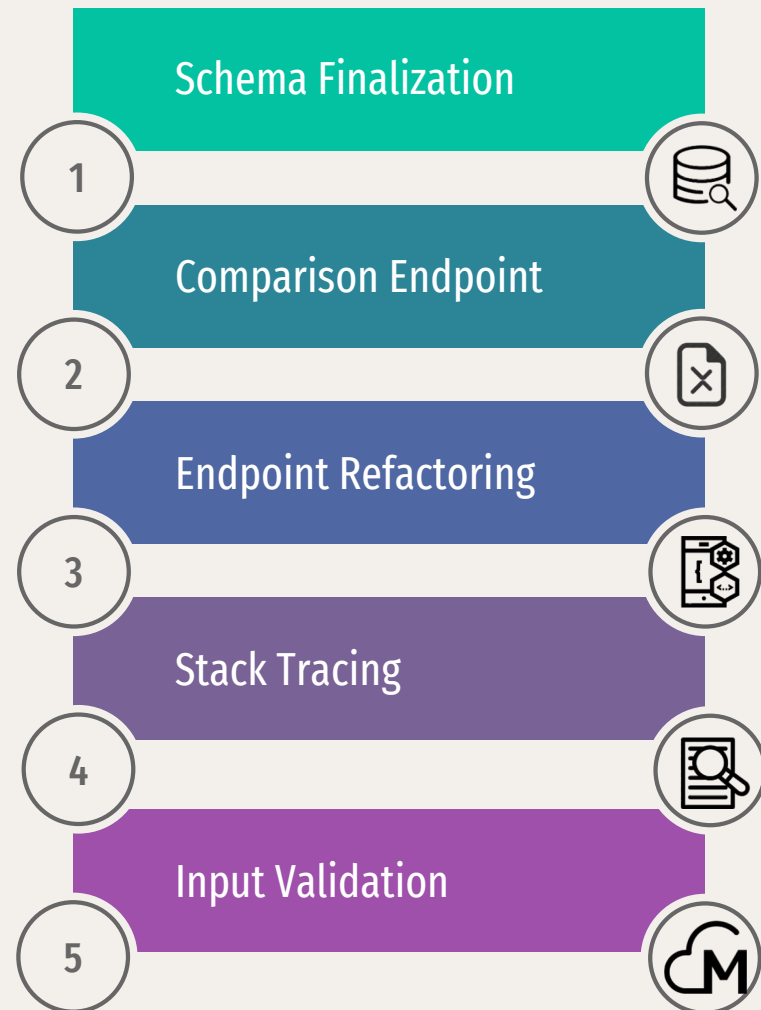 Schema Finalization
1
Comparison Endpoint
2
Endpoint Refactoring
3
Stack Tracing
4
Input Validation
5
M